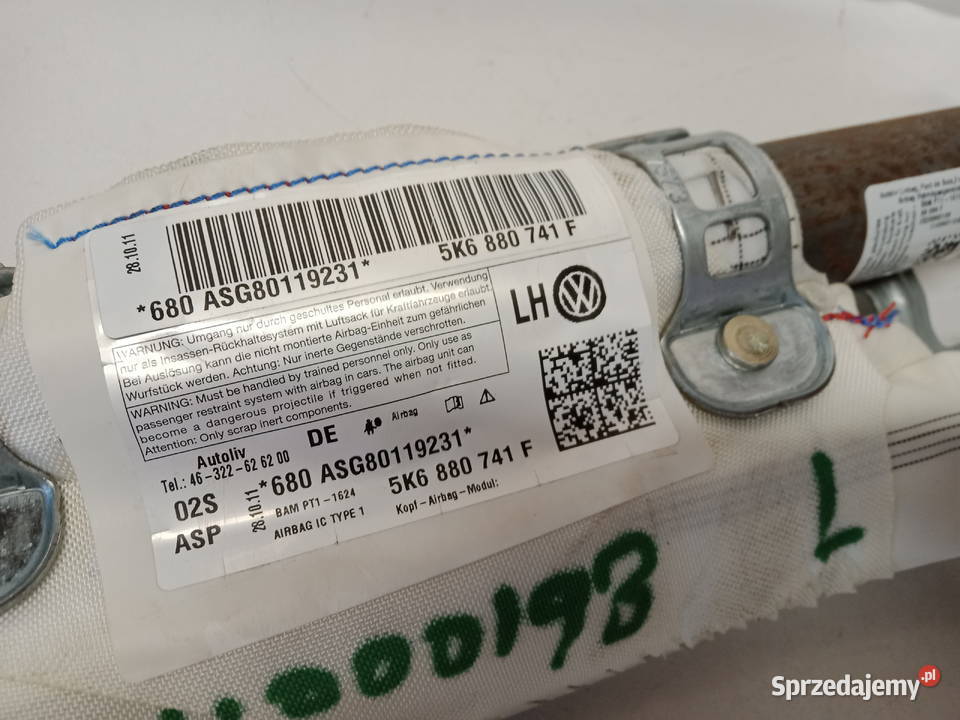 28.10.11
*680 ASG80119231*
5K6 880 741 F
WARNUNG: Umgang nur durch geschultes Personal erlaubt. Verwendung
nur als Insassen-Rückhaltesystem mit Luftsack für Kraftfahrzeuge erlaubt.
Bei Auslösung kann die nicht montierte Airbag-Einheit zum gefährlichen
Wurfstück werden. Achtung: Nur inerte Gegenstände verschrotten.
WARNING: Must be handled by trained personnel only. Use only as
passenger restraint system with airbag in cars. The airbag unit can
become a dangerous projectile if triggered when not fitted.
Attention: Only scrap inert components.
LH
Autoliv
Tel.: 46-322-62 62 00
DE
Airbag
02S
ASP
28.10.11
*680 ASG80119231*
BAM PT1-1624
5K6 880 741 F
AIRBAG IC TYPE 1
Kopf-Airbag-Modul:
L
Sprzedajemy.pl